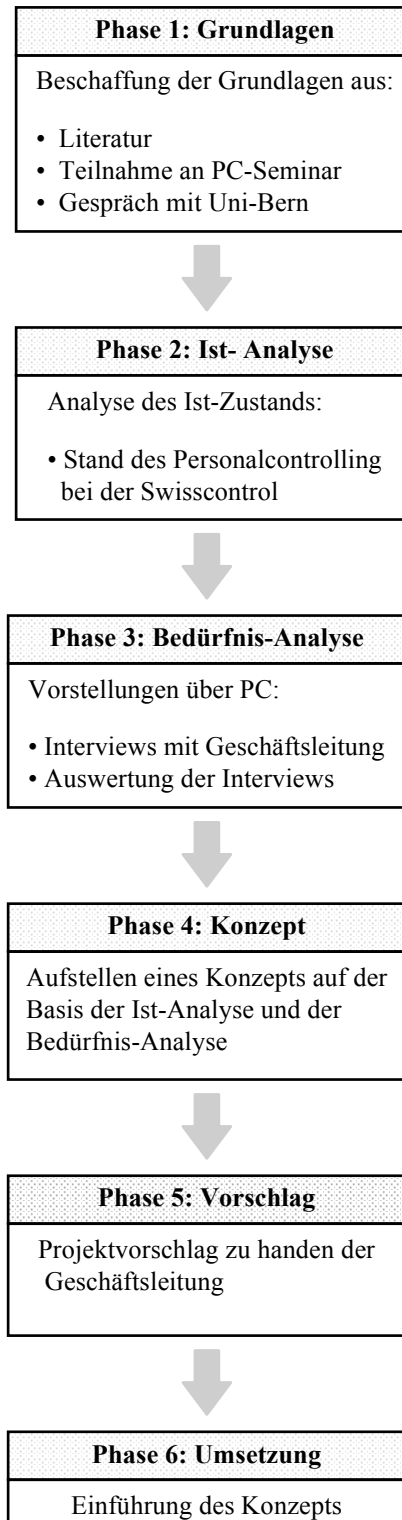 Phase 1: Grundlagen
Beschaffung der Grundlagen aus:
• Literatur
• Teilnahme an PC-Seminar
• Gespräch mit Uni-Bern
Phase 2: Ist- Analyse
Analyse des Ist-Zustands:
• Stand des Personalcontrolling
bei der Swisscontrol
Phase 3: Bedürfnis-Analyse
Vorstellungen über PC:
• Interviews mit Geschäftsleitung
• Auswertung der Interviews
Phase 4: Konzept
Aufstellen eines Konzepts auf der
Basis der Ist-Analyse und der
Bedürfnis-Analyse
Phase 5: Vorschlag
Projektvorschlag zu handen der
Geschäftsleitung
Phase 6: Umsetzung
Einführung des Konzepts